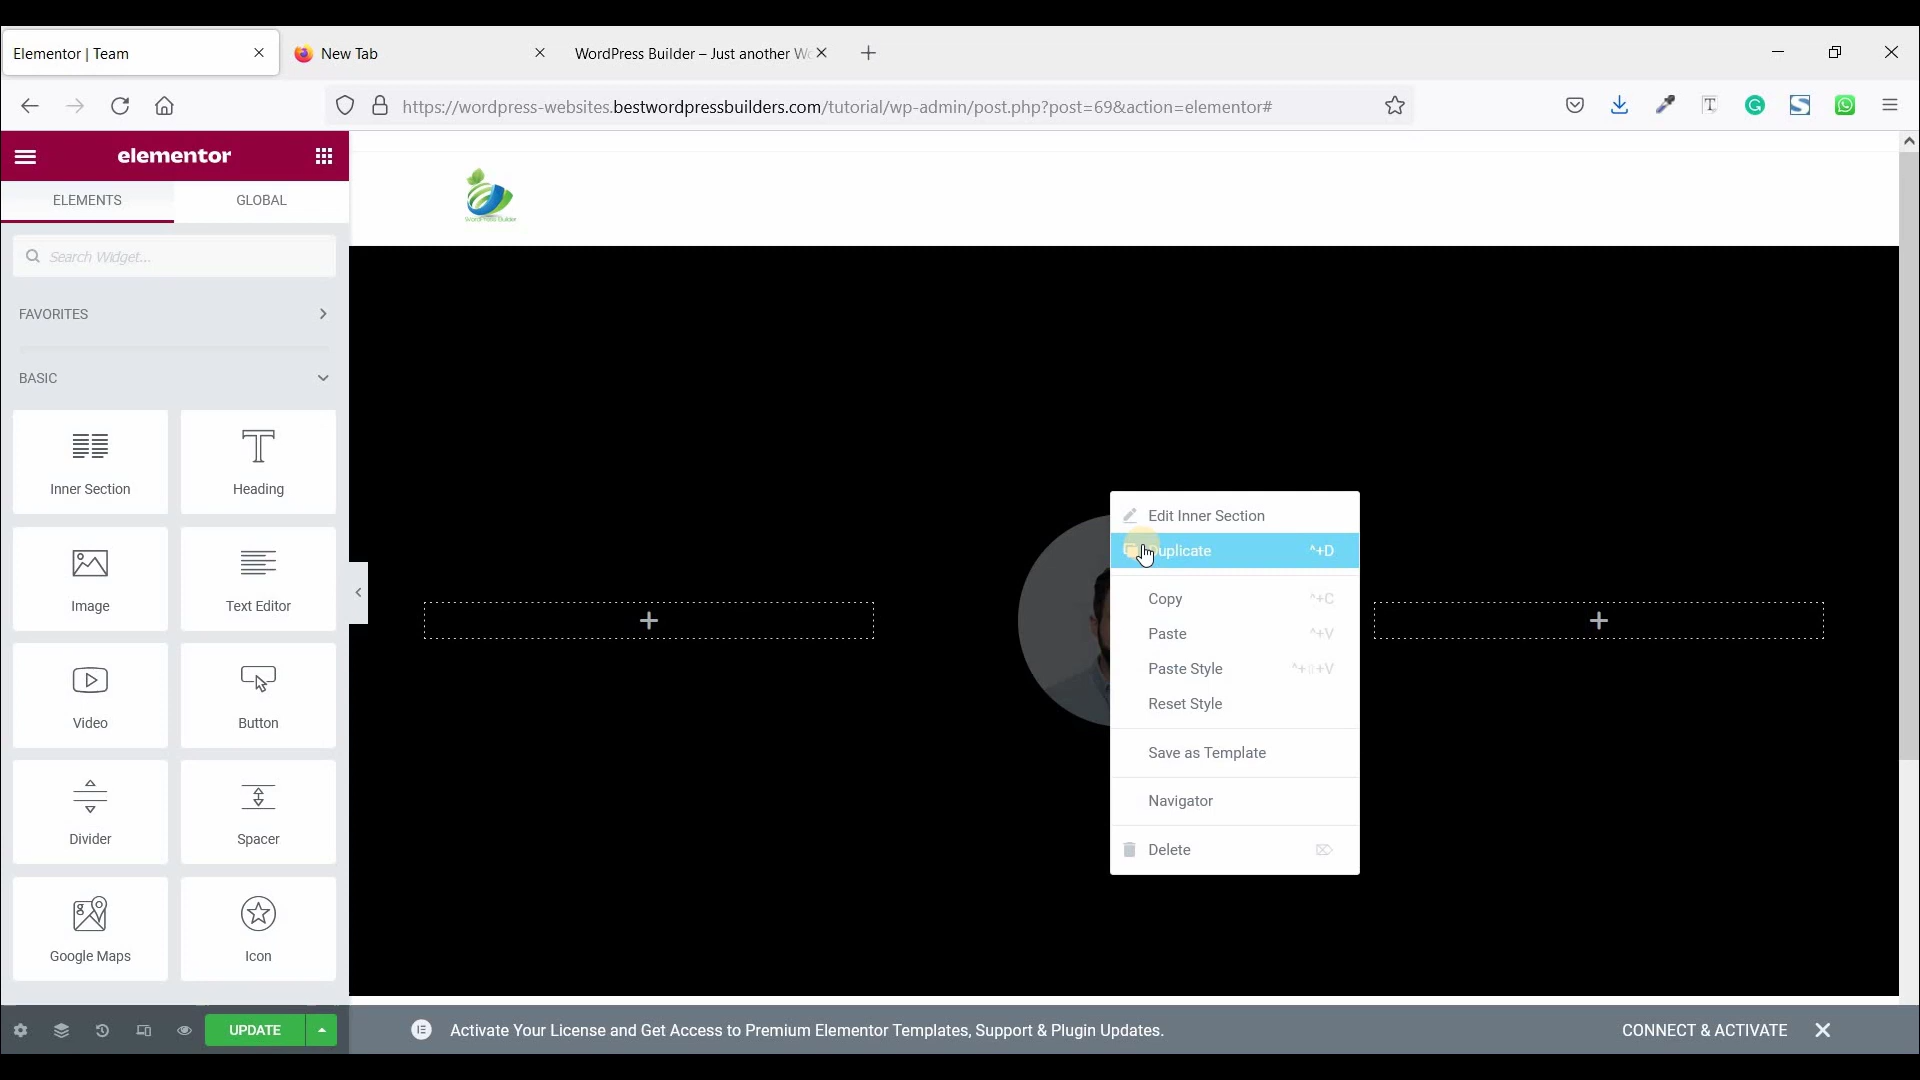 Elementor | Team
New Tab
WordPress Builder – Just another Wo
https://wordpress-websites.bestwordpressbuilders.com/tutorial/wp-admin/post.php?post=69&action=elementor#
elementor
ELEMENTS
GLOBAL
WordPress Builder
Search Widget...
FAVORITES
BASIC
Inner Section
Heading
Image
Text Editor
Video
Button
Divider
Spacer
Google Maps
Icon
Edit Inner Section
uplicate ^+D
Copy ^+C
Paste ^+V
Paste Style
Reset Style
Save as Template
Navigator
Delete
UPDATE
Activate Your License and Get Access to Premium Elementor Templates, Support & Plugin Updates.
CONNECT & ACTIVATE